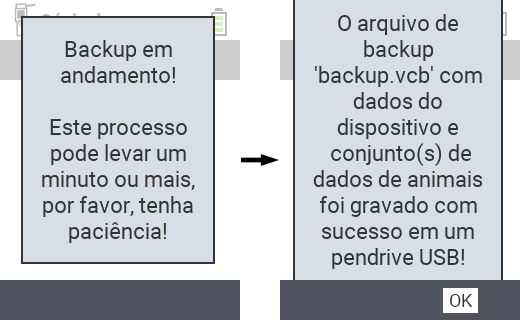 Backup em
andamento!
Este processo
pode levar um
minuto ou mais,
por favor, tenha
paciência!
O arquivo de
backup
'backup.vcb' com
dados do
dispositivo e
conjunto(s) de
dados de animais
foi gravado com
sucesso em um
pendrive USB!
OK